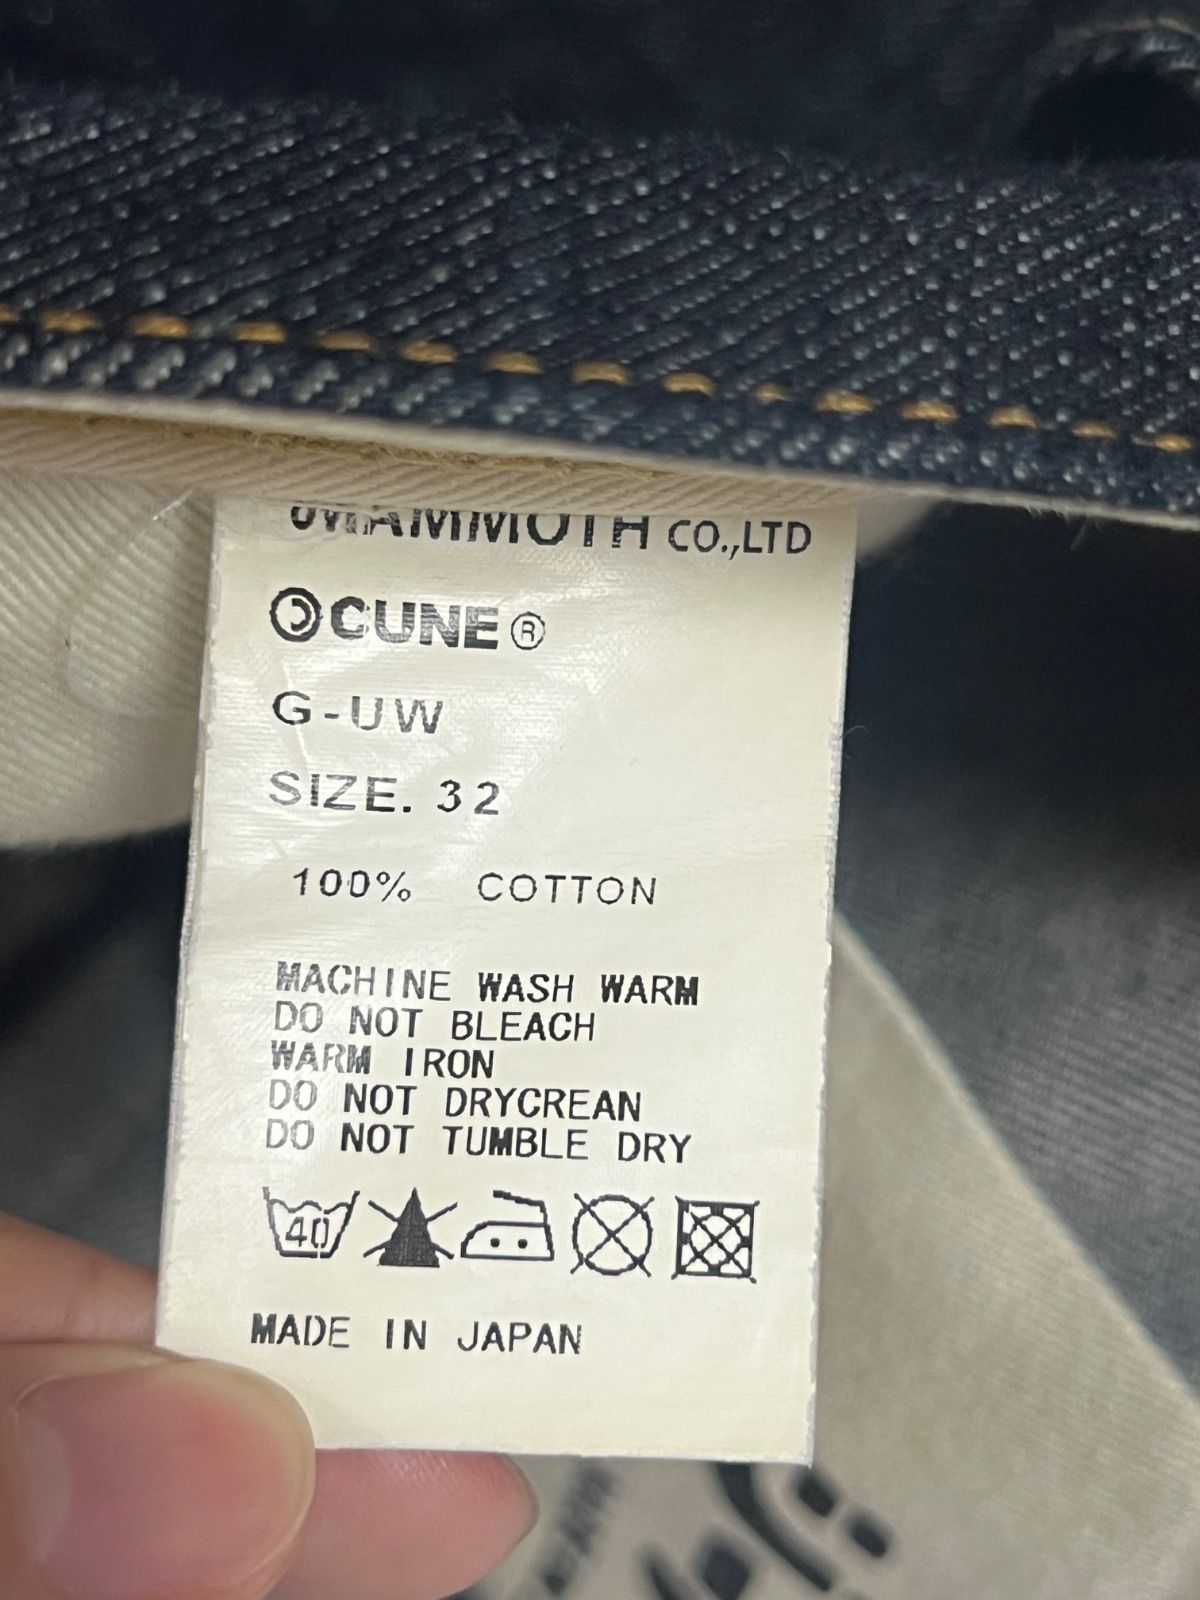 MAMMOTH CO.,LTD
CUNE®
G-UW
SIZE. 32
100% COTTON
MACHINE WASH WARM
DO NOT BLEACH
WARM IRON
DO NOT DRYCREAN
DO NOT TUMBLE DRY
40
MADE IN JAPAN